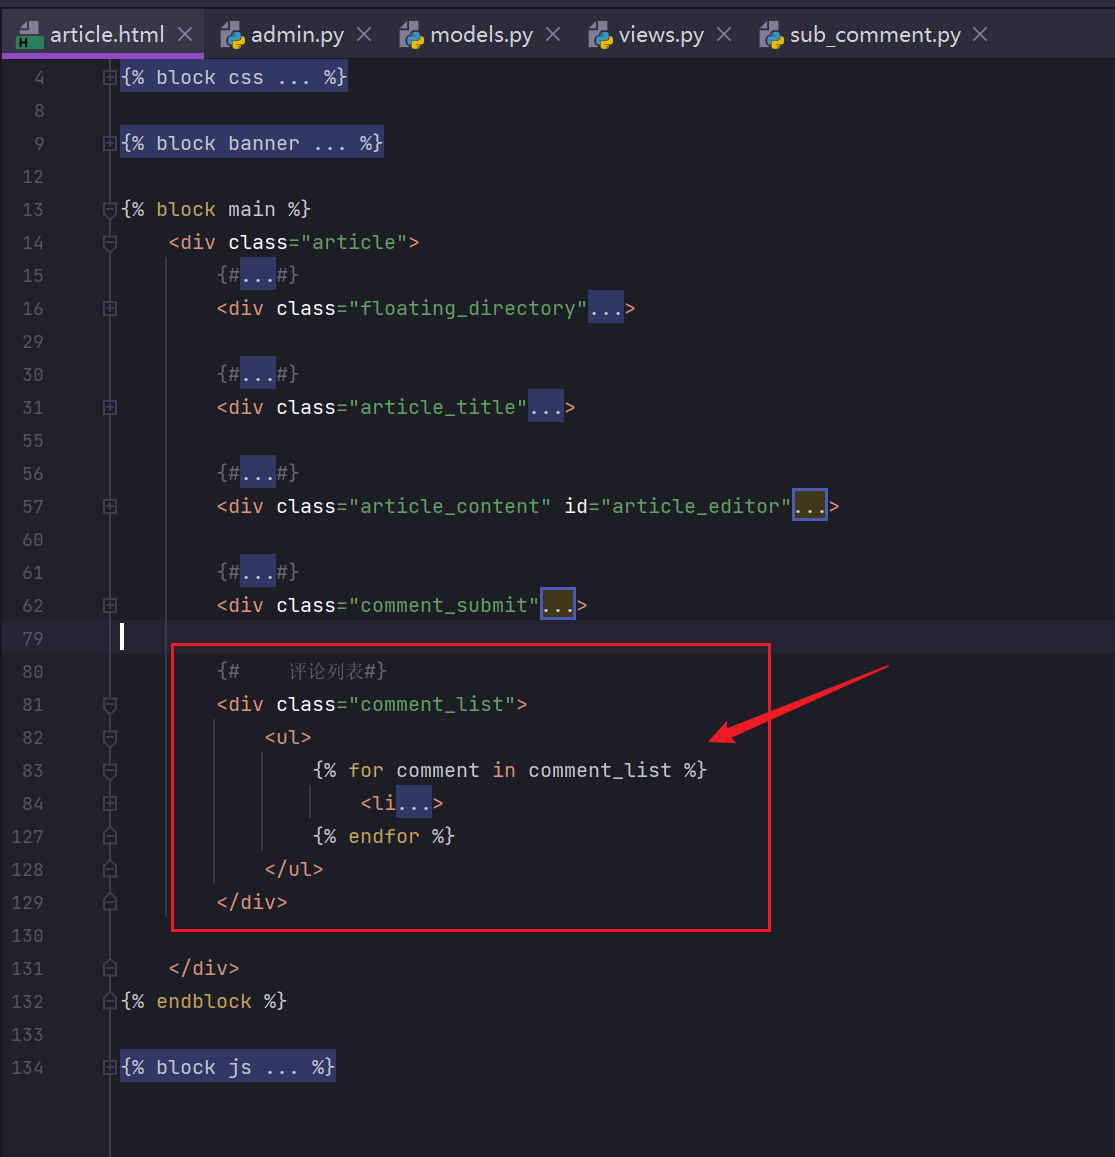 article.html admin.py models.py views.py sub_comment.py
4 {% block css ... %}
8
9 {% block banner ... %}
12
13 {% block main %}
14 <div class="article">
15 {#...#}
16 <div class="floating_directory"...>
29
30 {#...#}
31 <div class="article_title"...>
55
56 {#...#}
57 <div class="article_content" id="article_editor"...>
60
61 {#...#}
62 <div class="comment_submit"...>
79
80 {#    评论列表#}
81 <div class="comment_list">
82 <ul>
83 {% for comment in comment_list %}
84 <li...>
127 {% endfor %}
128 </ul>
129 </div>
130
131 </div>
132 {% endblock %}
133
134 {% block js ... %}